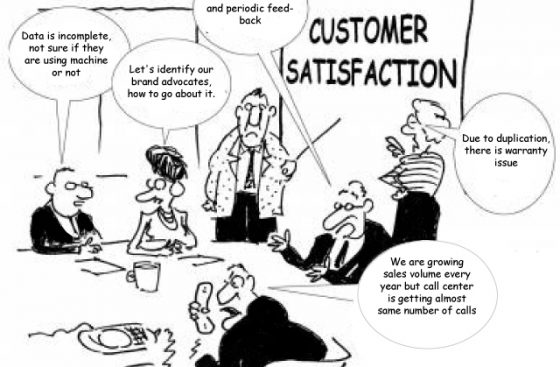 and periodic feed-
back
CUSTOMER
SATISFACTION
Data is incomplete,
not sure if they
are using machine
or not
Let's identify our
brand advocates,
how to go about it.
Due to duplication,
there is warranty
issue
We are growing
sales volume every
year but call center
is getting almost
same number of calls